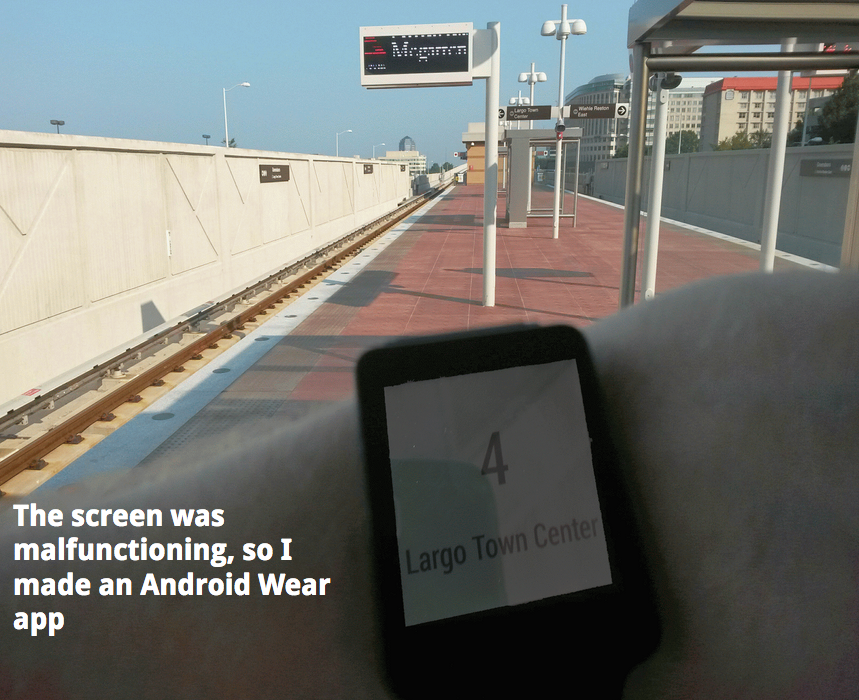 Largo Town
Center
Wiehle Reston
East
4
Largo Town Center
The screen was
malfunctioning, so I
made an Android Wear
app